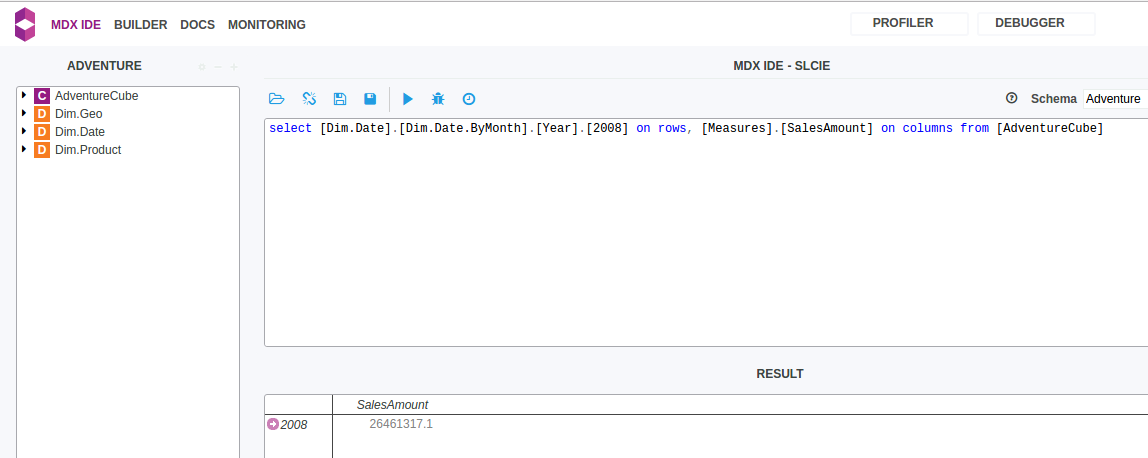 MDX IDE BUILDER DOCS MONITORING PROFILER DEBUGGER
ADVENTURE
C AdventureCube
D Dim.Geo
D Dim.Date
D Dim.Product
MDX IDE - SLCIE
Schema Adventure
select [Dim.Date].[Dim.Date.ByMonth].[Year].[2008] on rows, [Measures].[SalesAmount] on columns from [AdventureCube]
RESULT
SalesAmount
2008 26461317.1